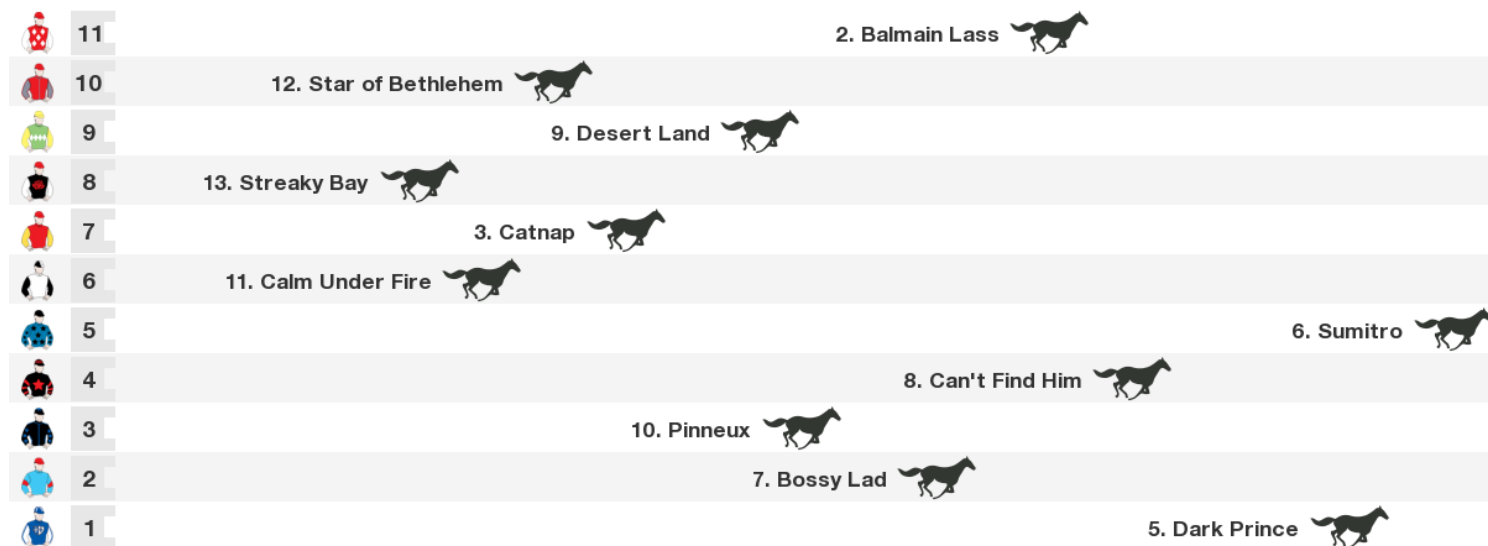 11 2. Balmain Lass
10 12. Star of Bethlehem
9 9. Desert Land
8 13. Streaky Bay
7 3. Catnap
6 11. Calm Under Fire
5 6. Sumitro
4 8. Can't Find Him
3 10. Pinneux
2 7. Bossy Lad
1 5. Dark Prince